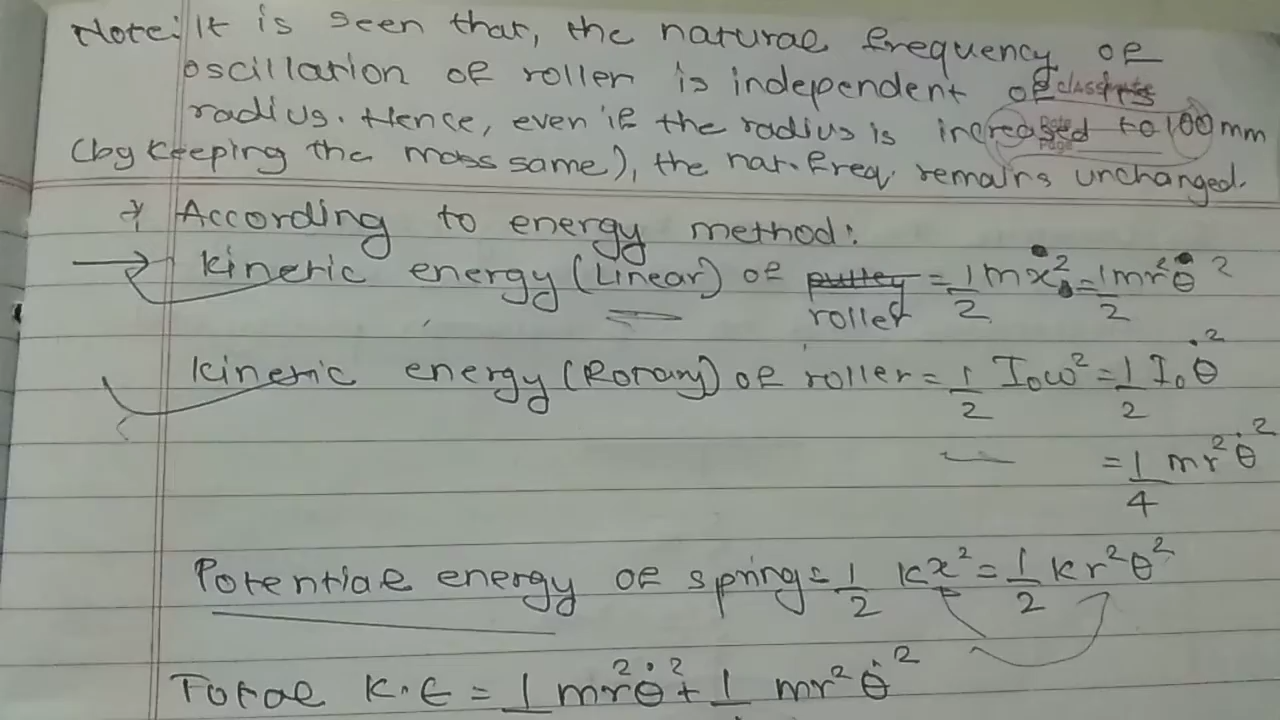 Note: It is seen that, the natural frequency of
oscillation of roller is independent of its
radius. Hence, even if the radius is increased to 100 mm
(by keeping the mass same), the nat. freq. remains unchanged.
* According to energy method:
→ kinetic energy (Linear) of pulley roller = 1/2 mẋ² = 1/2 mr²θ̇²
kinetic energy (Rotary) of roller = 1/2 I₀ω² = 1/2 I₀θ̇²
= 1/4 mr²θ̇²
Potential energy of spring = 1/2 kx² = 1/2 kr²θ²
Total K.E = 1 mr²θ̇² + 1 mr²θ̇²